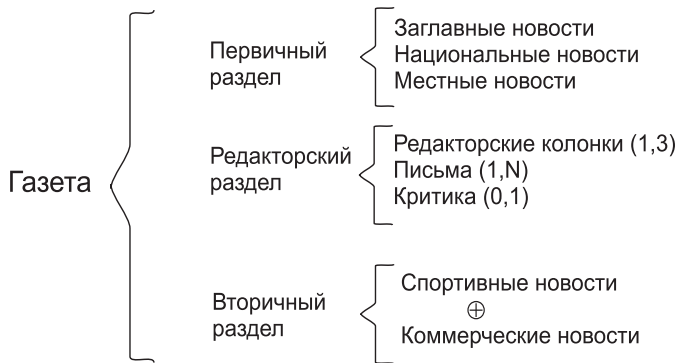 Газета
Первичный
раздел
Заглавные новости
Национальные новости
Местные новости
Редакторский
раздел
Редакторские колонки (1,3)
Письма (1,N)
Критика (0,1)
Вторичный
раздел
Спортивные новости
⊕
Коммерческие новости